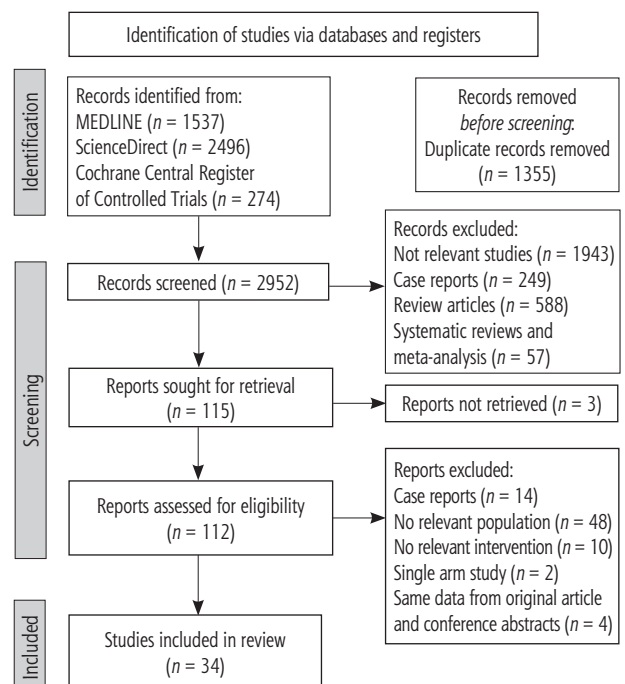 Identification of studies via databases and registers
Identification
Records identified from:
MEDLINE (n = 1537)
ScienceDirect (n = 2496)
Cochrane Central Register
of Controlled Trials (n = 274)
Records removed
before screening:
Duplicate records removed
(n = 1355)
Screening
Records screened (n = 2952)
Records excluded:
Not relevant studies (n = 1943)
Case reports (n = 249)
Review articles (n = 588)
Systematic reviews and
meta-analysis (n = 57)
Reports sought for retrieval
(n = 115)
Reports not retrieved (n = 3)
Reports assessed for eligibility
(n = 112)
Reports excluded:
Case reports (n = 14)
No relevant population (n = 48)
No relevant intervention (n = 10)
Single arm study (n = 2)
Same data from original article
and conference abstracts (n = 4)
Included
Studies included in review
(n = 34)